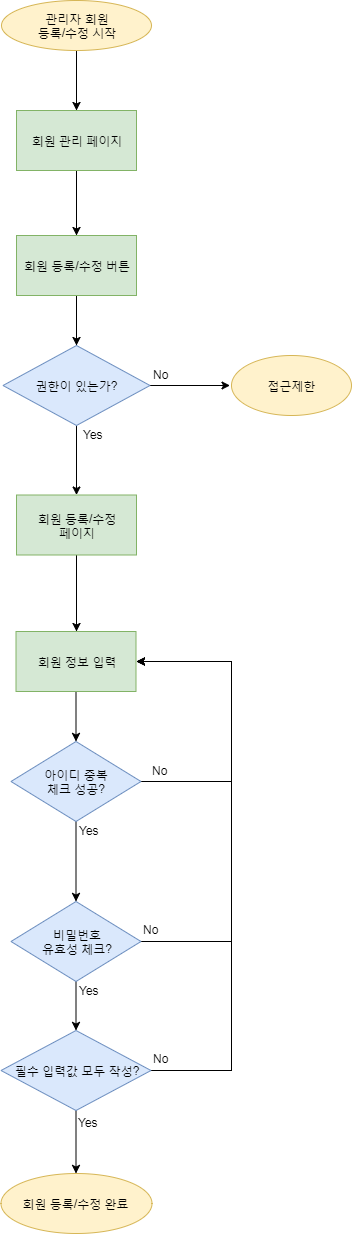 관리자 회원
등록/수정 시작
회원 관리 페이지
회원 등록/수정 버튼
권한이 있는가?
No
접근제한
Yes
회원 등록/수정
페이지
회원 정보 입력
아이디 중복
체크 성공?
No
Yes
비밀번호
유효성 체크?
No
Yes
필수 입력값 모두 작성?
No
Yes
회원 등록/수정 완료